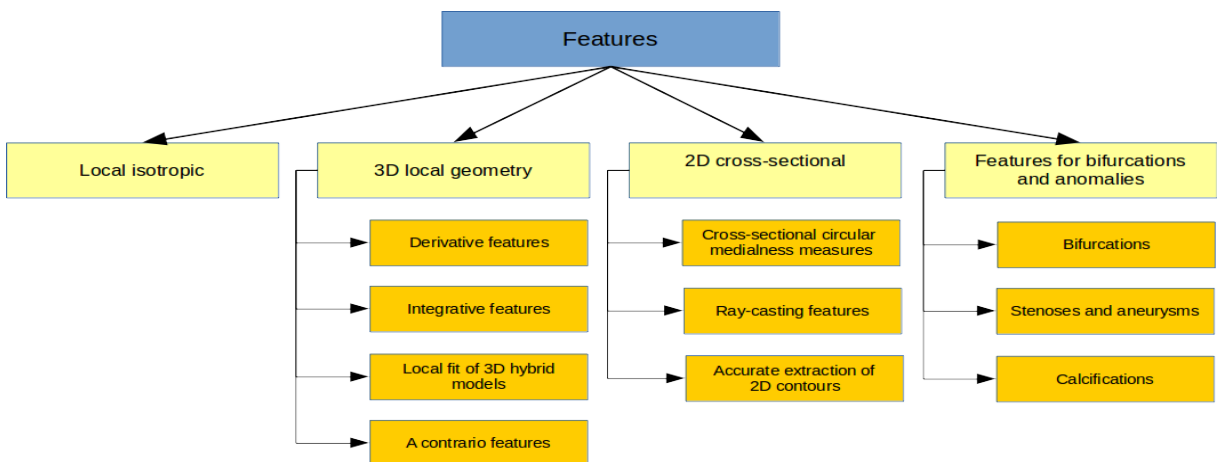 Features
Local isotropic
3D local geometry
Derivative features
Integrative features
Local fit of 3D hybrid
models
A contrario features
2D cross-sectional
Cross-sectional circular
medialness measures
Ray-casting features
Accurate extraction of
2D contours
Features for bifurcations
and anomalies
Bifurcations
Stenoses and aneurysms
Calcifications